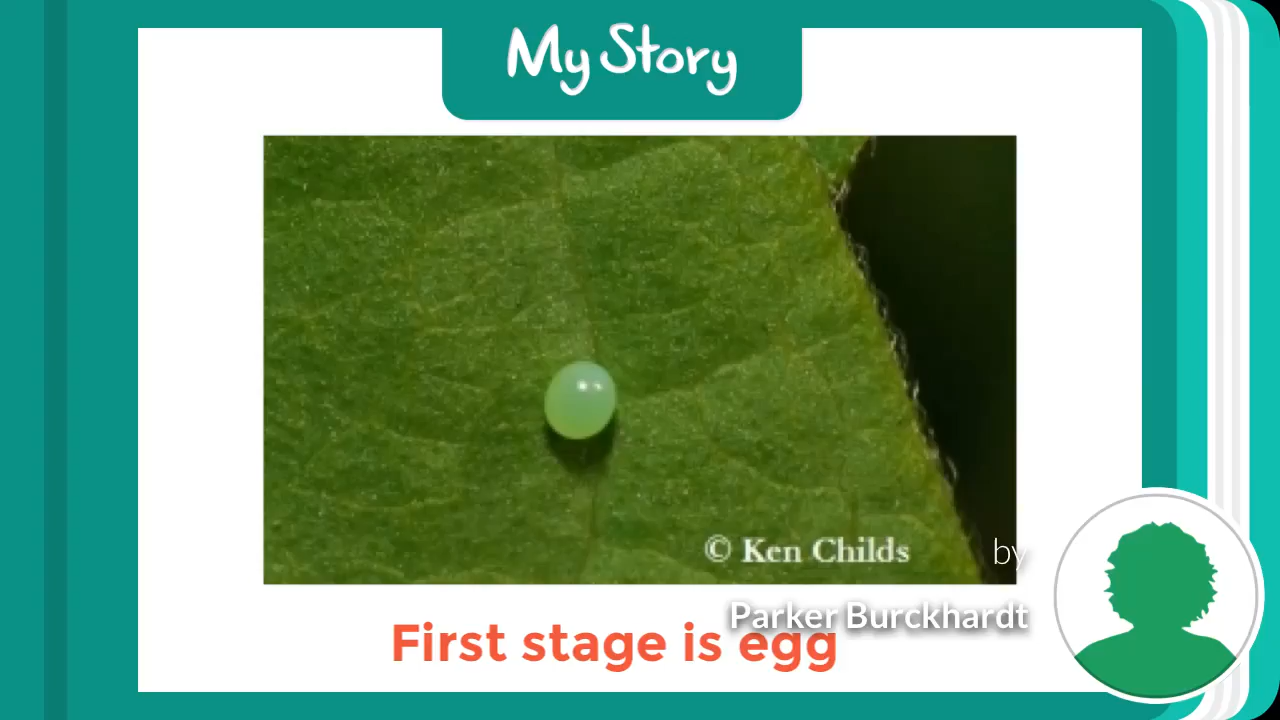 My Story
© Ken Childs
by
Parker Burckhardt
First stage is egg